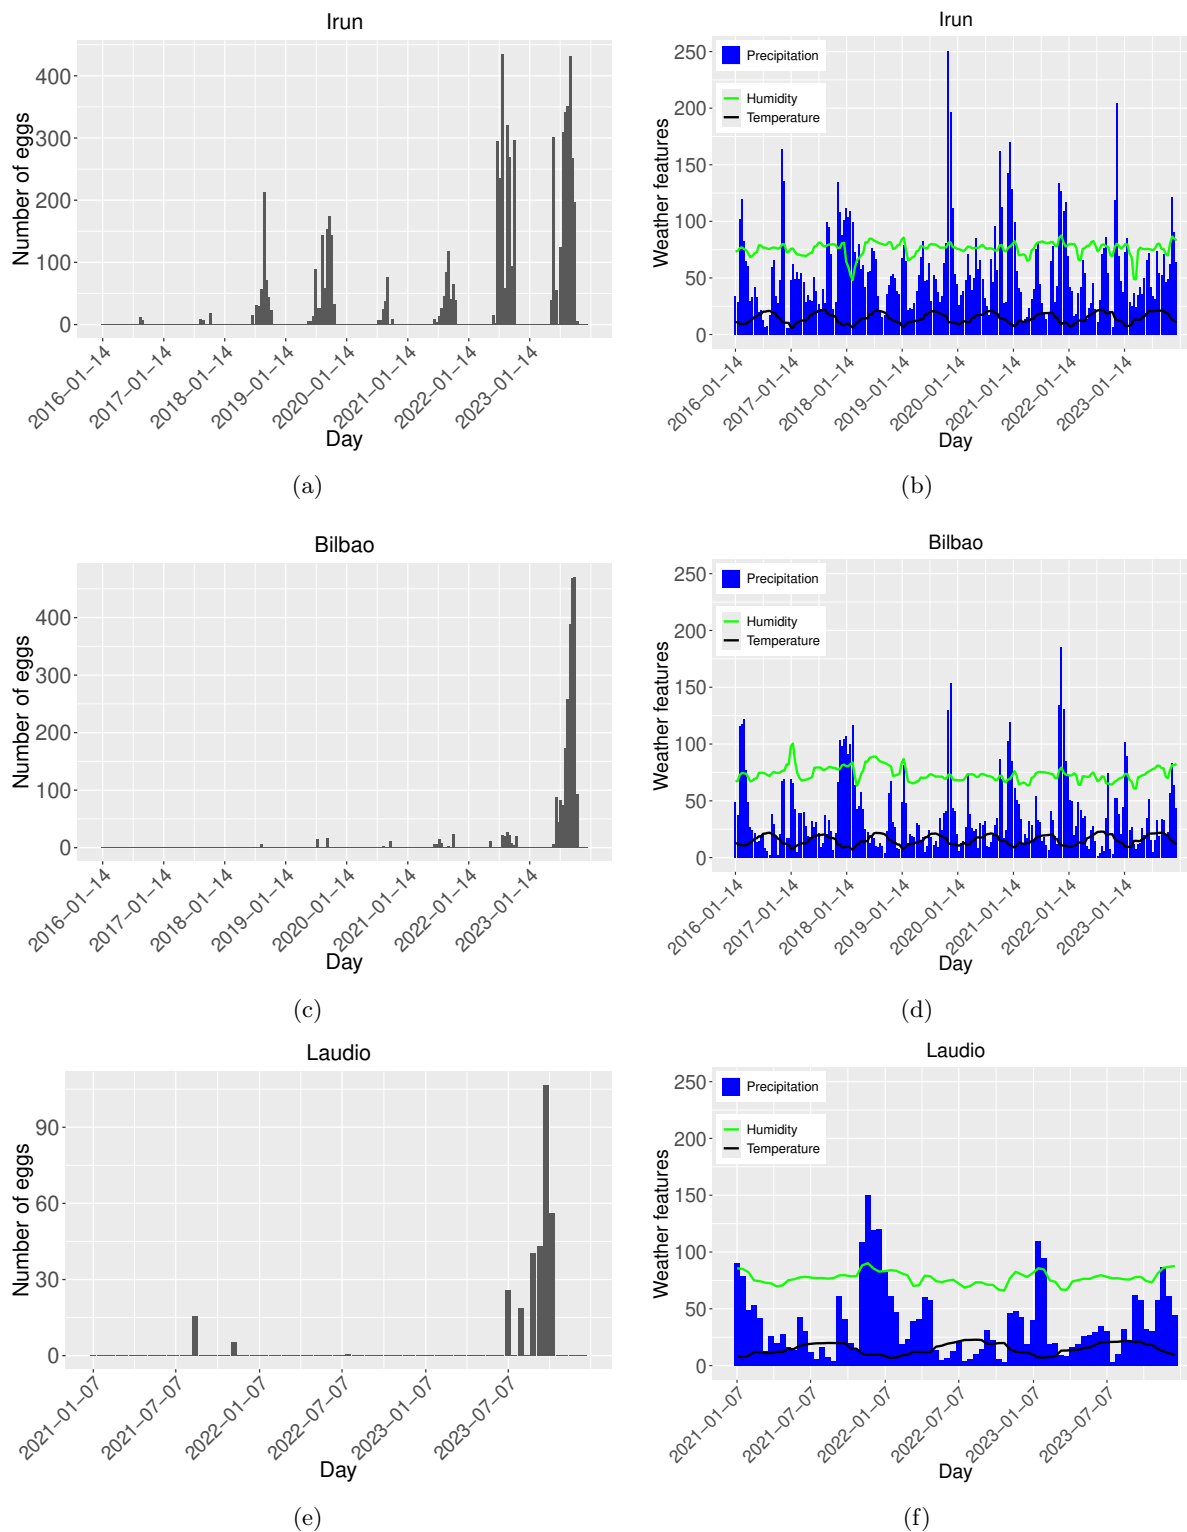 Irun
Number of eggs
400
300
200
100
0
2016−01−14
2017−01−14
2018−01−14
2019−01−14
2020−01−14
2021−01−14
2022−01−14
2023−01−14
Day
(a)
Irun
Weather features
250
200
150
100
50
0
Precipitation
Humidity
Temperature
2016−01−14
2017−01−14
2018−01−14
2019−01−14
2020−01−14
2021−01−14
2022−01−14
2023−01−14
Day
(b)
Bilbao
Number of eggs
400
300
200
100
0
2016−01−14
2017−01−14
2018−01−14
2019−01−14
2020−01−14
2021−01−14
2022−01−14
2023−01−14
Day
(c)
Bilbao
Weather features
250
200
150
100
50
0
Precipitation
Humidity
Temperature
2016−01−14
2017−01−14
2018−01−14
2019−01−14
2020−01−14
2021−01−14
2022−01−14
2023−01−14
Day
(d)
Laudio
Number of eggs
90
60
30
0
2021−01−07
2021−07−07
2022−01−07
2022−07−07
2023−01−07
2023−07−07
Day
(e)
Laudio
Weather features
250
200
150
100
50
0
Precipitation
Humidity
Temperature
2021−01−07
2021−07−07
2022−01−07
2022−07−07
2023−01−07
2023−07−07
Day
(f)